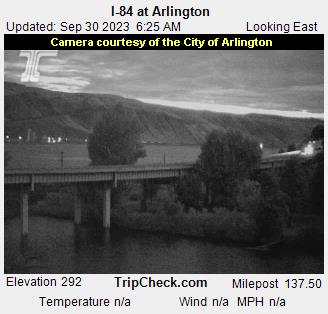 I-84 at Arlington
Updated: Sep 30 2023 6:25 AM Looking East
Camera courtesy of the City of Arlington
Elevation 292 TripCheck.com Milepost 137.50
Temperature n/a Wind n/a MPH n/a